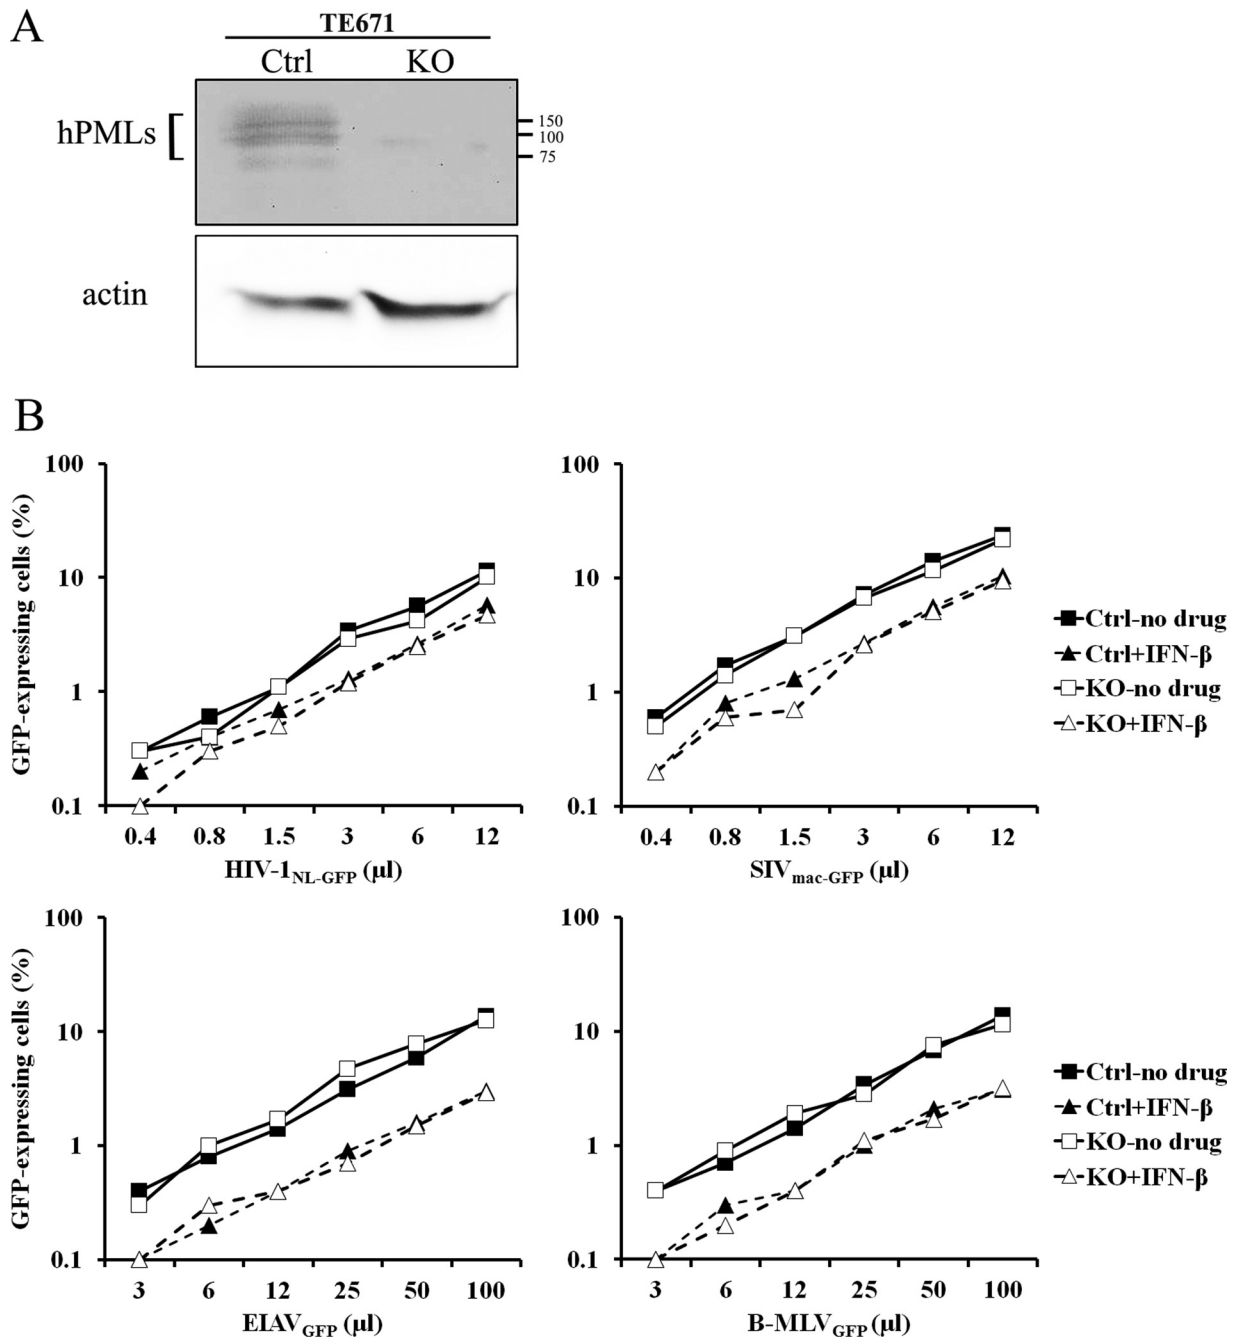 A
TE671
Ctrl KO
hPMLs
150
100
75
actin
B
GFP-expressing cells (%)
100
10
1
0.1
0.4 0.8 1.5 3 6 12
HIV-1NL-GFP (µl)
100
10
1
0.1
0.4 0.8 1.5 3 6 12
SIVmac-GFP (µl)
Ctrl-no drug
Ctrl+IFN-β
KO-no drug
KO+IFN-β
GFP-expressing cells (%)
100
10
1
0.1
3 6 12 25 50 100
EIAVGFP (µl)
100
10
1
0.1
3 6 12 25 50 100
B-MLVGFP (µl)
Ctrl-no drug
Ctrl+IFN-β
KO-no drug
KO+IFN-β